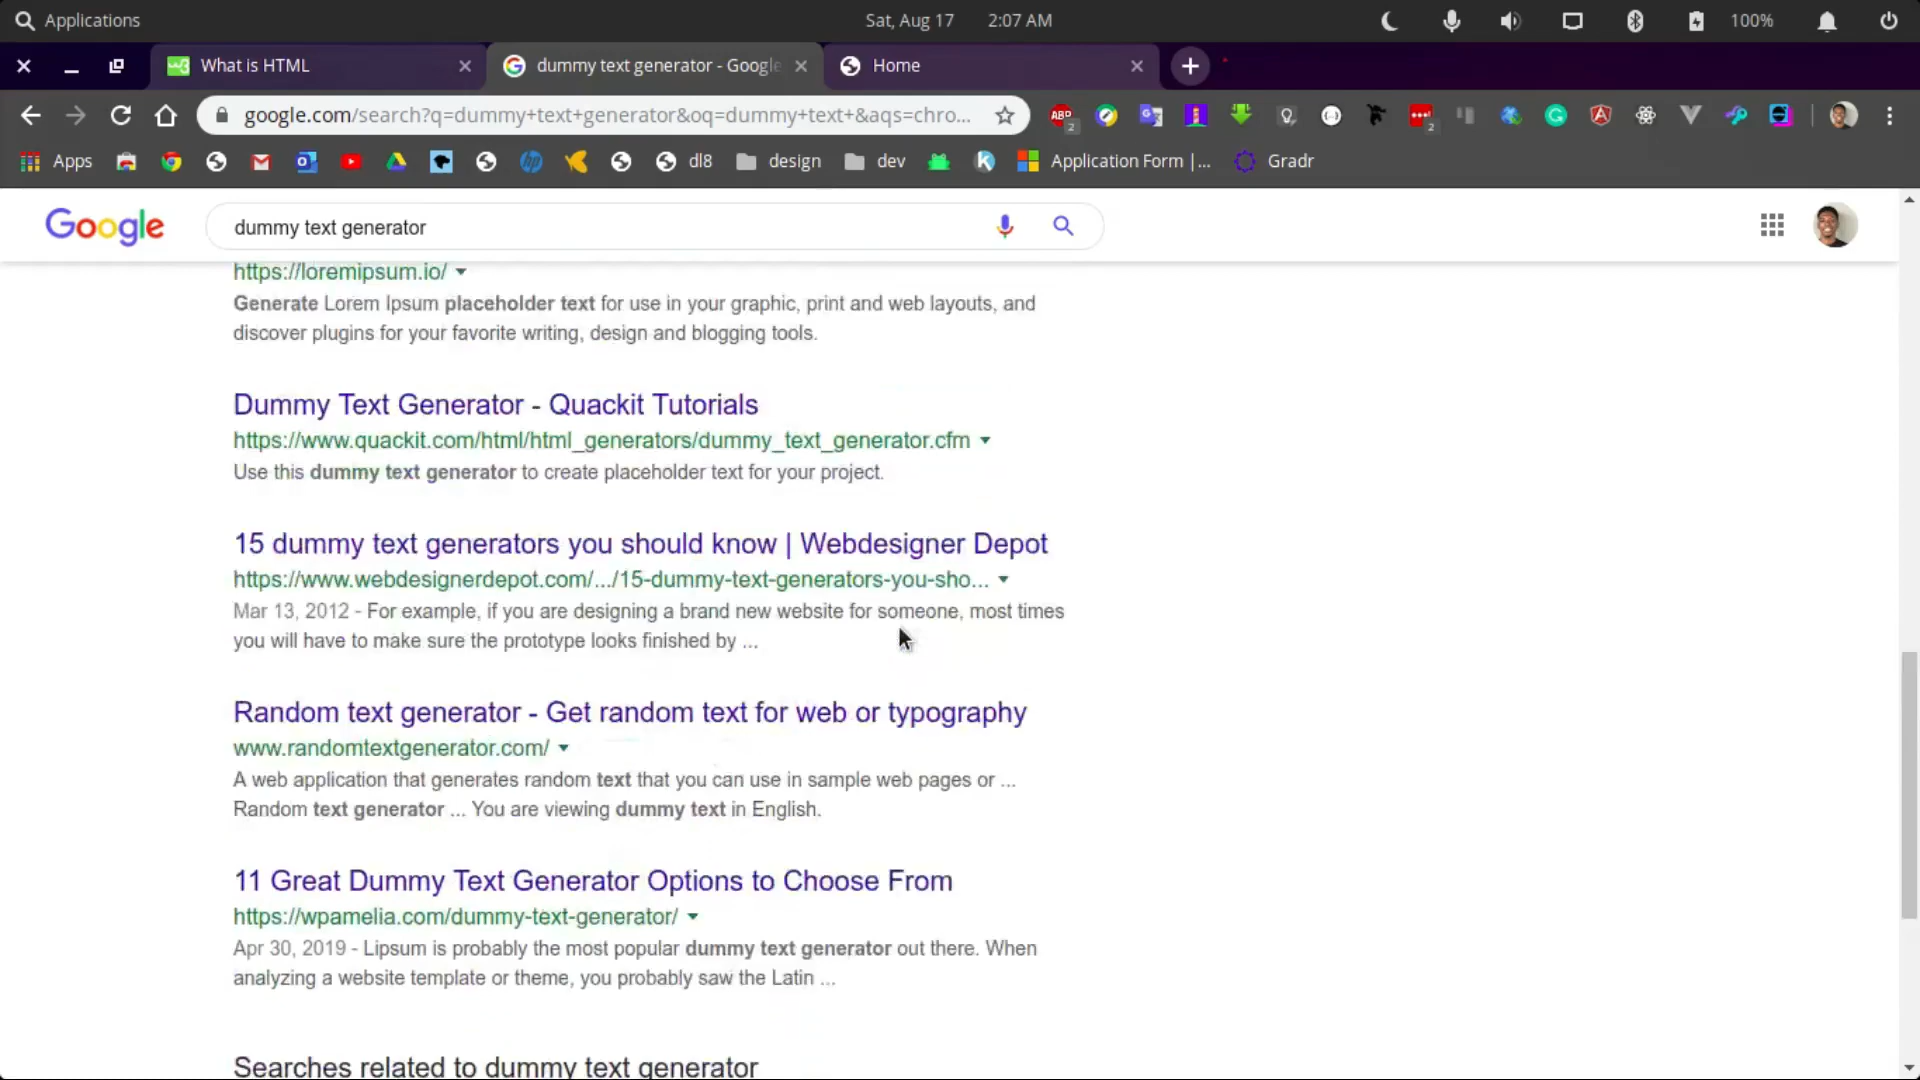 Applications
Sat, Aug 17 2:07 AM
100%
What is HTML
dummy text generator - Google
Home
google.com/search?q=dummy+text+generator&oq=dummy+text+&aqs=chro...
ABP
2
2
Apps
dl8
design
dev
Application Form |...
Gradr
Google
dummy text generator
https://loremipsum.io/
Generate Lorem Ipsum placeholder text for use in your graphic, print and web layouts, and
discover plugins for your favorite writing, design and blogging tools.
Dummy Text Generator - Quackit Tutorials
https://www.quackit.com/html/html_generators/dummy_text_generator.cfm
Use this dummy text generator to create placeholder text for your project.
15 dummy text generators you should know | Webdesigner Depot
https://www.webdesignerdepot.com/.../15-dummy-text-generators-you-sho...
Mar 13, 2012 - For example, if you are designing a brand new website for someone, most times
you will have to make sure the prototype looks finished by ...
Random text generator - Get random text for web or typography
www.randomtextgenerator.com/
A web application that generates random text that you can use in sample web pages or ...
Random text generator ... You are viewing dummy text in English.
11 Great Dummy Text Generator Options to Choose From
https://wpamelia.com/dummy-text-generator/
Apr 30, 2019 - Lipsum is probably the most popular dummy text generator out there. When
analyzing a website template or theme, you probably saw the Latin ...
Searches related to dummy text generator